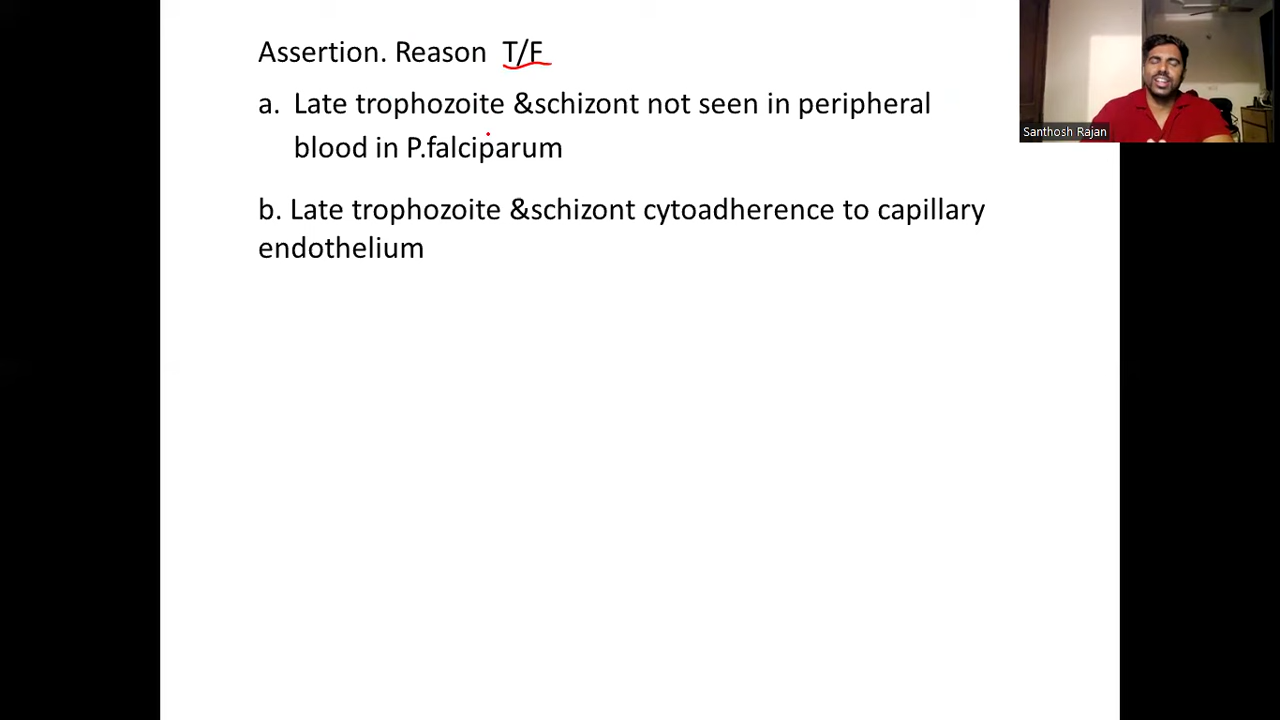 Assertion. Reason T/F
a. Late trophozoite &schizont not seen in peripheral
blood in P.falciparum
b. Late trophozoite &schizont cytoadherence to capillary
endothelium
Santhosh Rajan